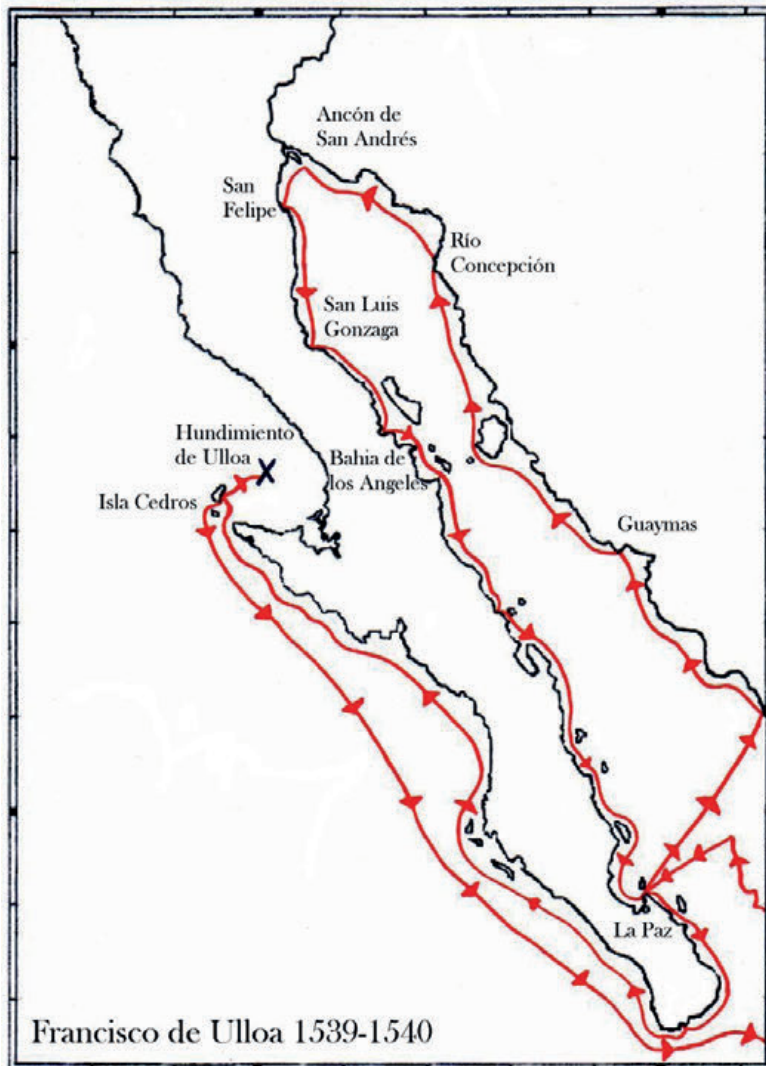 Ancón de
San Andrés
San
Felipe
Río
Concepción
San Luis
Gonzaga
Hundimiento
de Ulloa
Bahia de
los Angeles
Isla Cedros
Guaymas
La Paz
Francisco de Ulloa 1539-1540